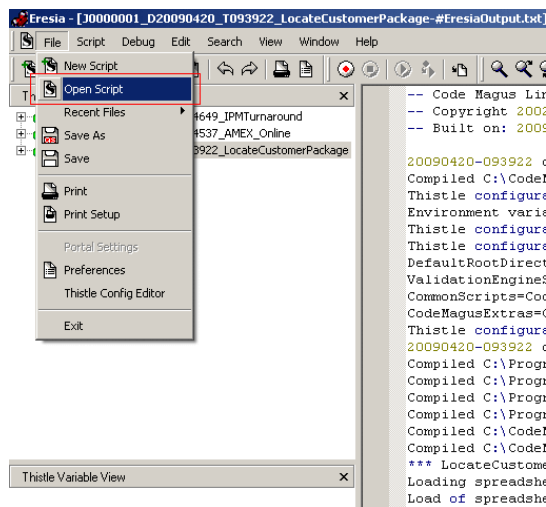 Eresia - [J0000001_D20090420_T093922_LocateCustomerPackage-#EresiaOutput.txt]
File Script Debug Edit Search View Window Help
New Script
Open Script
Recent Files
Save As
Save
Print
Print Setup
Portal Settings
Preferences
Thistle Config Editor
Exit
4649_IPMTurnaround
4537_AMEX_Online
3922_LocateCustomerPackage
Thistle Variable View
-- Code Magus Lim
-- Copyright 2002
-- Built on: 2009
20090420-093922 c
Compiled C:\CodeM
Thistle configura
Environment varia
Thistle configura
Thistle configura
DefaultRootDirect
ValidationEngineS
CommonScripts=Cod
CodeMagusExtras=C
Thistle configura
20090420-093922 c
Compiled C:\Progr
Compiled C:\Progr
Compiled C:\Progr
Compiled C:\Progr
Compiled C:\CodeM
Compiled C:\CodeM
*** LocateCustome
Loading spreadshe
Load of spreadshe